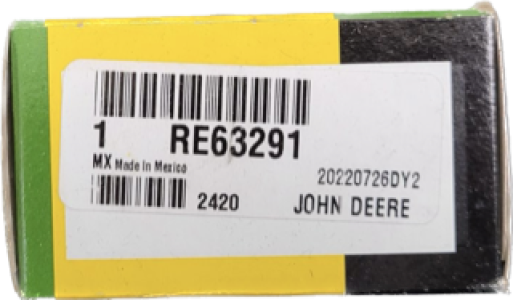 1 RE63291
MX Made In Mexico
20220726DY2
2420 JOHN DEERE